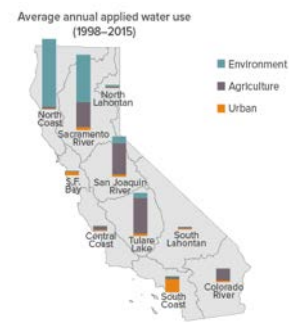 Average annual applied water use
(1998–2015)
Environment
Agriculture
Urban
North
Coast
Sacramento
River
North
Lahontan
S.F.
Bay
San Joaquin
River
Central
Coast
Tulare
Lake
South
Lahontan
South
Coast
Colorado
River